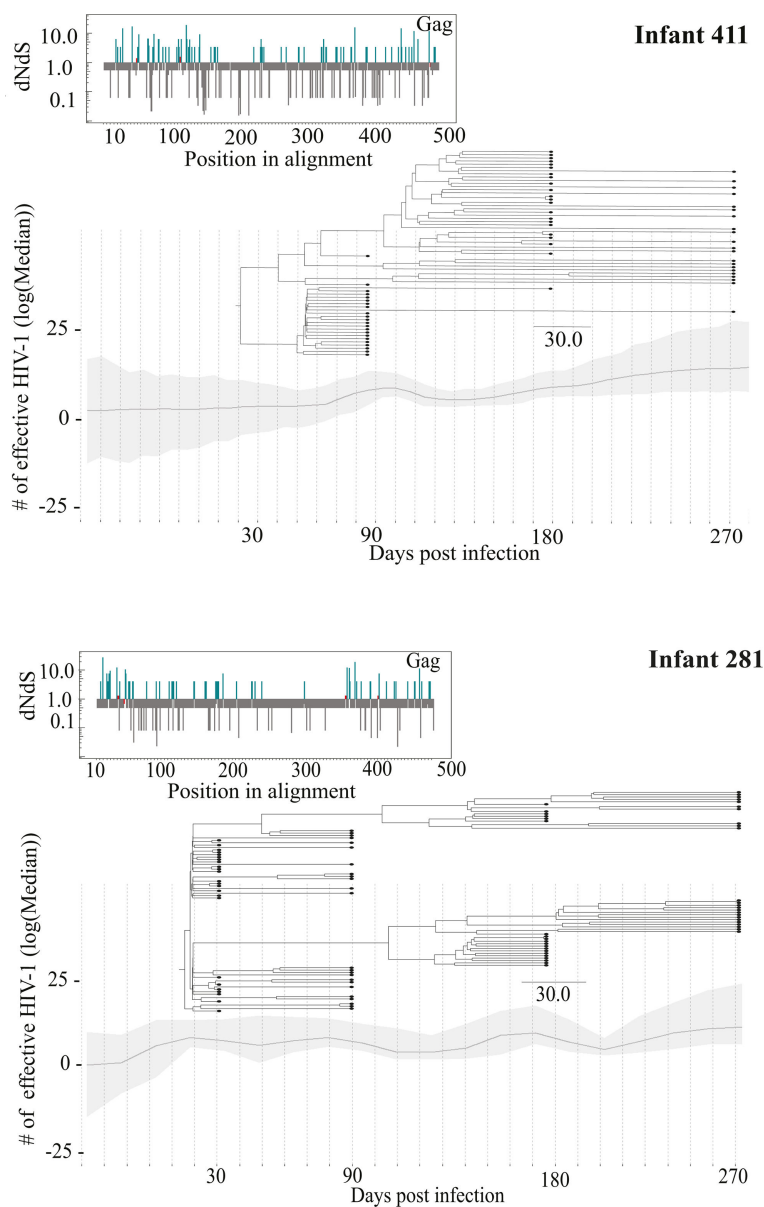 Gag
Infant 411
dNdS
10.0
1.0
0.1
10 100 200 300 400 500
Position in alignment
# of effective HIV-1 (log(Median))
25
0
-25
30.0
30 90 180 270
Days post infection
Gag
Infant 281
dNdS
10.0
1.0
0.1
10 100 200 300 400 500
Position in alignment
# of effective HIV-1 (log(Median))
25
0
-25
30.0
30 90 180 270
Days post infection